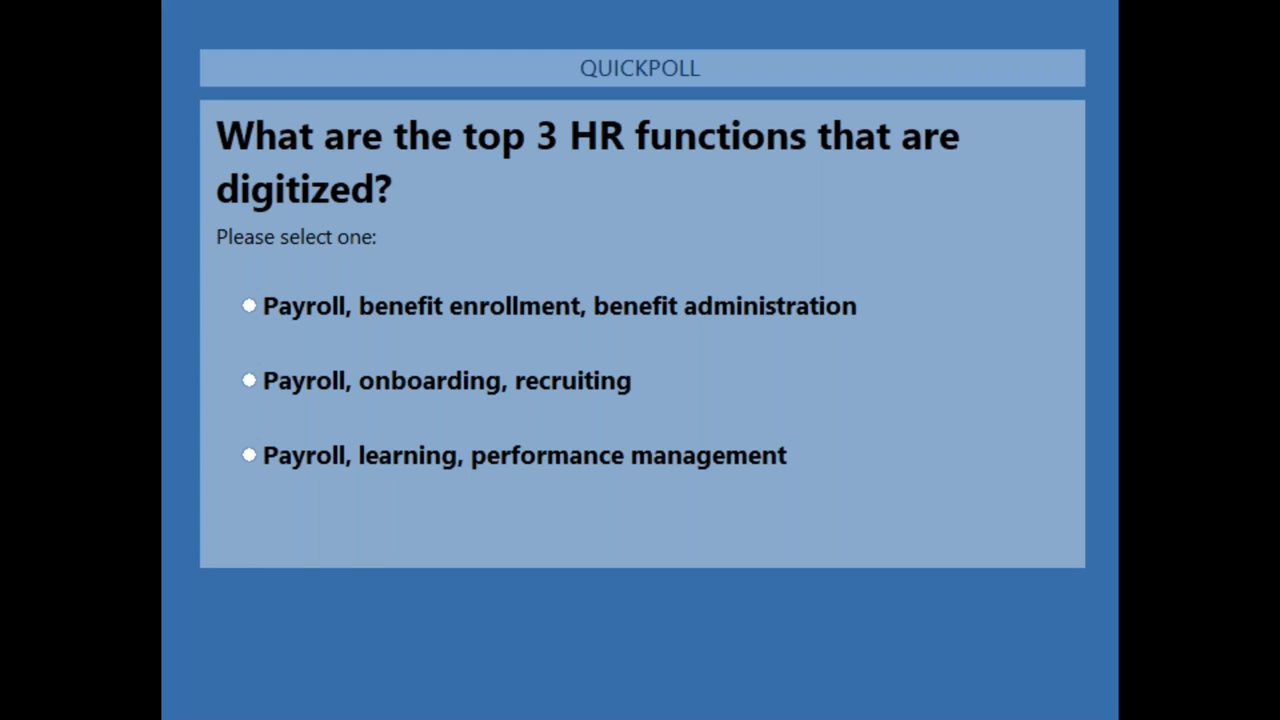 QUICKPOLL
What are the top 3 HR functions that are
digitized?
Please select one:
Payroll, benefit enrollment, benefit administration
Payroll, onboarding, recruiting
Payroll, learning, performance management